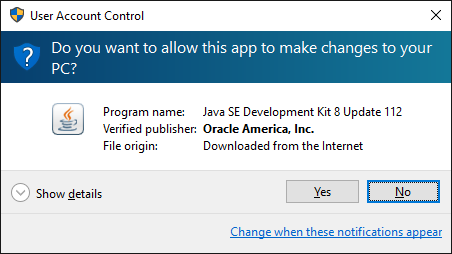 User Account Control
Do you want to allow this app to make changes to your
PC?
Program name: Java SE Development Kit 8 Update 112
Verified publisher: Oracle America, Inc.
File origin: Downloaded from the Internet
Show details
Yes
No
Change when these notifications appear